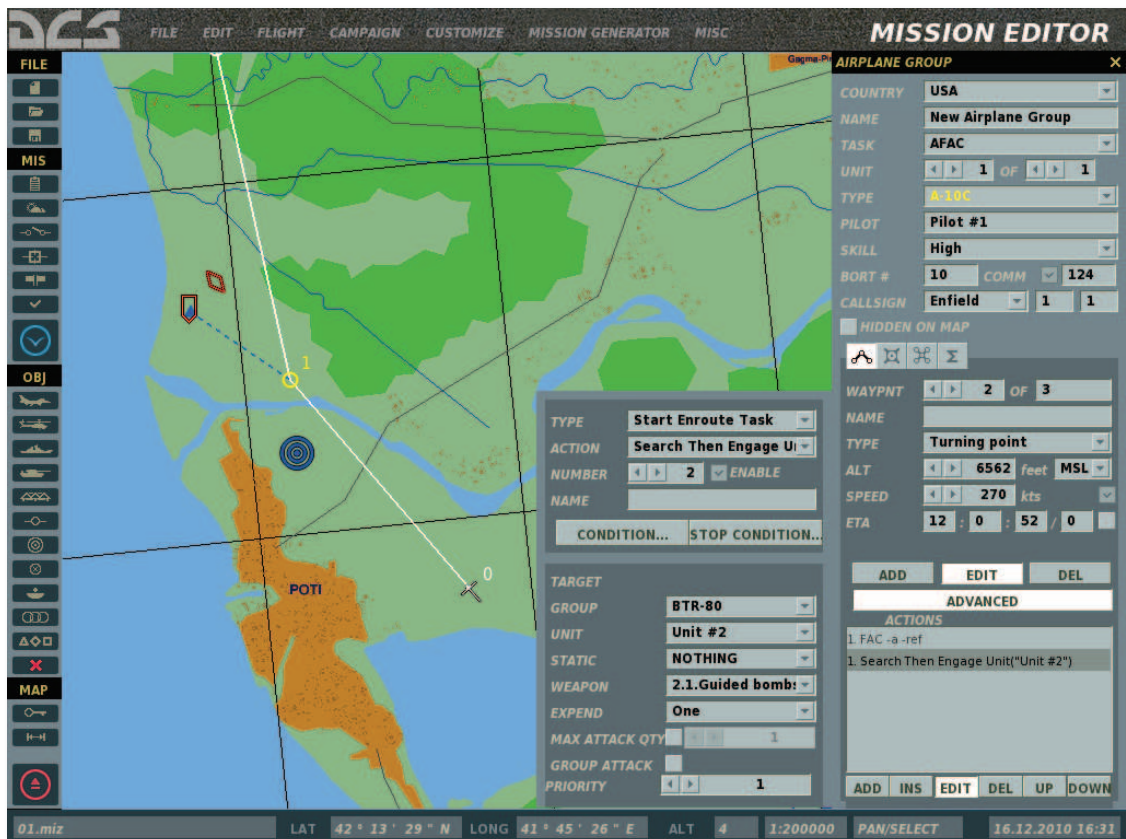 DCS
FILE EDIT FLIGHT CAMPAIGN CUSTOMIZE MISSION GENERATOR MISC
MISSION EDITOR
FILE
MIS
OBJ
MAP
1
0
POTI
TYPE Start Enroute Task
ACTION Search Then Engage
NUMBER 2 ENABLE
NAME
CONDITION... STOP CONDITION...
TARGET
GROUP BTR-80
UNIT Unit #2
STATIC NOTHING
WEAPON 2.1.Guided bombs
EXPEND One
MAX ATTACK QTY 1
GROUP ATTACK
PRIORITY 1
AIRPLANE GROUP ×
COUNTRY USA
NAME New Airplane Group
TASK AFAC
UNIT 1 OF 1
TYPE A-10C
PILOT Pilot #1
SKILL High
BORT # 10 COMM 124
CALLSIGN Enfield 1 1
HIDDEN ON MAP
Σ
WAYPNT 2 OF 3
NAME
TYPE Turning point
ALT 6562 feet MSL
SPEED 270 kts
ETA 12 : 0 : 52 / 0
ADD EDIT DEL
ADVANCED
ACTIONS
1. FAC -a -ref
1. Search Then Engage Unit("Unit #2")
ADD INS EDIT DEL UP DOWN
01.miz LAT 42 ° 13 ' 29 " N LONG 41 ° 45 ' 26 " E ALT 4 1:200000 PAN/SELECT 16.12.2010 16:31